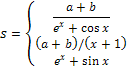 s = {
a + b
e^x + cos x
(a + b)/(x + 1)
e^x + sin x